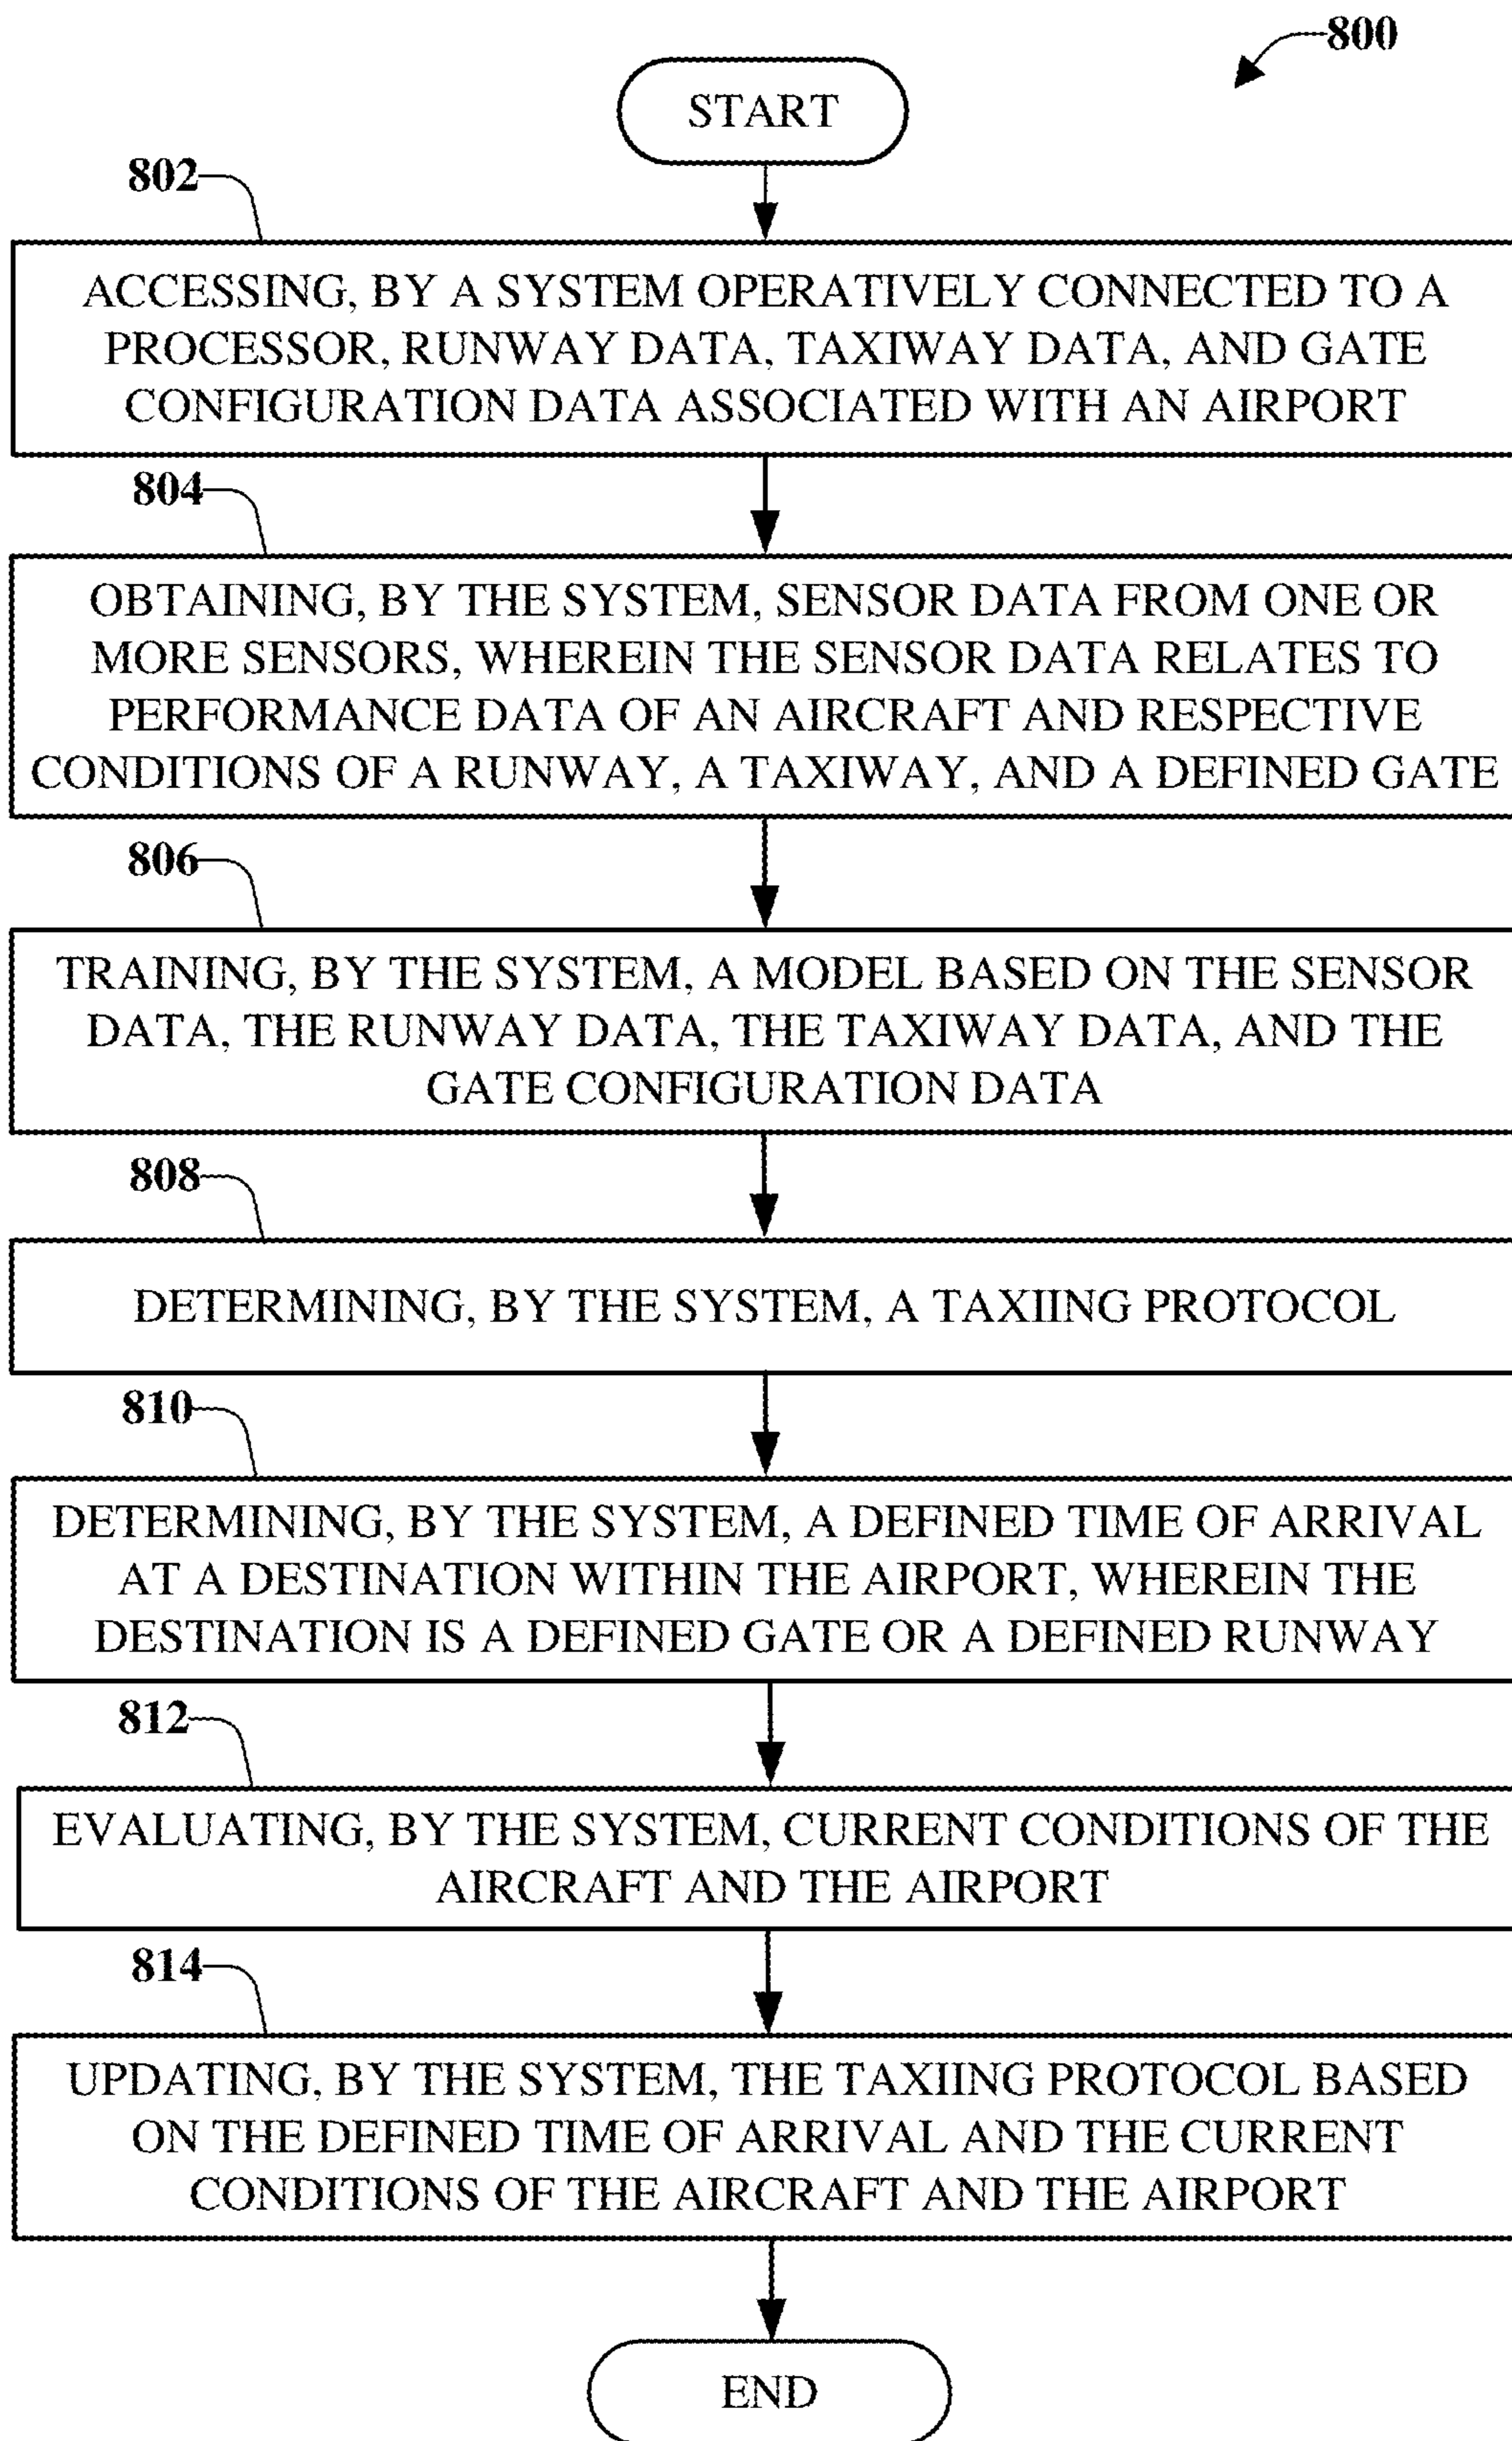 800
START
802
ACCESSING, BY A SYSTEM OPERATIVELY CONNECTED TO A
PROCESSOR, RUNWAY DATA, TAXIWAY DATA, AND GATE
CONFIGURATION DATA ASSOCIATED WITH AN AIRPORT
804
OBTAINING, BY THE SYSTEM, SENSOR DATA FROM ONE OR
MORE SENSORS, WHEREIN THE SENSOR DATA RELATES TO
PERFORMANCE DATA OF AN AIRCRAFT AND RESPECTIVE
CONDITIONS OF A RUNWAY, A TAXIWAY, AND A DEFINED GATE
806
TRAINING, BY THE SYSTEM, A MODEL BASED ON THE SENSOR
DATA, THE RUNWAY DATA, THE TAXIWAY DATA, AND THE
GATE CONFIGURATION DATA
808
DETERMINING, BY THE SYSTEM, A TAXIING PROTOCOL
810
DETERMINING, BY THE SYSTEM, A DEFINED TIME OF ARRIVAL
AT A DESTINATION WITHIN THE AIRPORT, WHEREIN THE
DESTINATION IS A DEFINED GATE OR A DEFINED RUNWAY
812
EVALUATING, BY THE SYSTEM, CURRENT CONDITIONS OF THE
AIRCRAFT AND THE AIRPORT
814
UPDATING, BY THE SYSTEM, THE TAXIING PROTOCOL BASED
ON THE DEFINED TIME OF ARRIVAL AND THE CURRENT
CONDITIONS OF THE AIRCRAFT AND THE AIRPORT
END